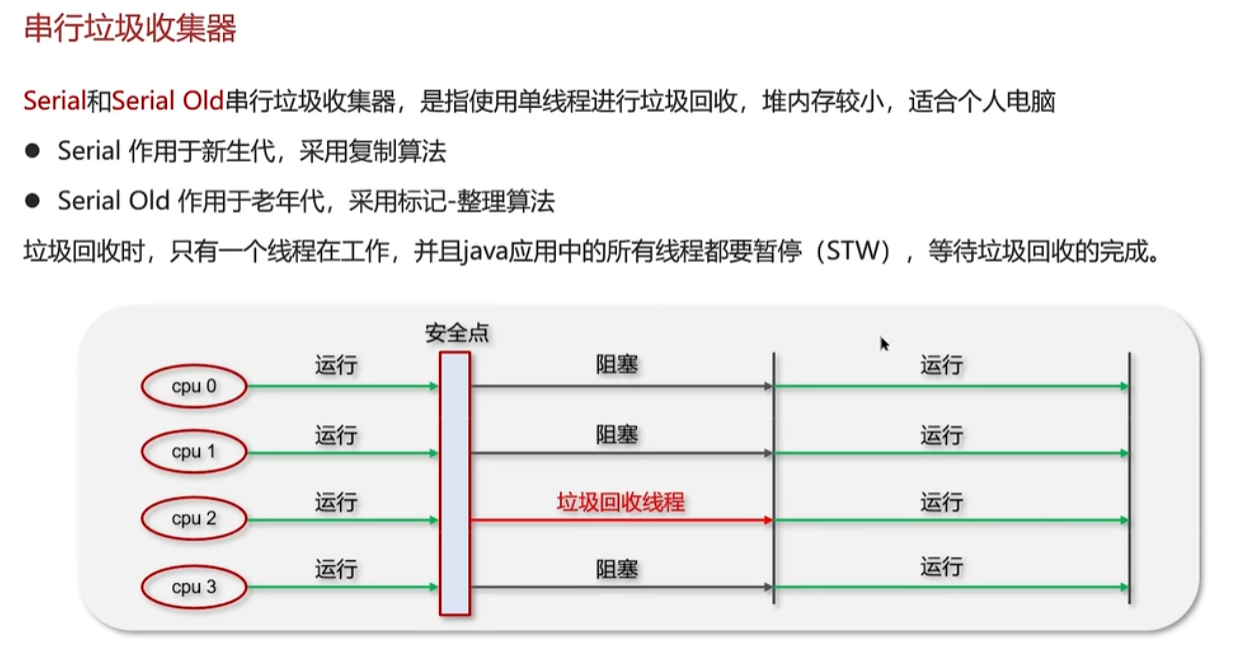 串行垃圾收集器
Serial和Serial Old串行垃圾收集器，是指使用单线程进行垃圾回收，堆内存较小，适合个人电脑
● Serial 作用于新生代，采用复制算法
● Serial Old 作用于老年代，采用标记-整理算法
垃圾回收时，只有一个线程在工作，并且java应用中的所有线程都要暂停（STW），等待垃圾回收的完成。
安全点
cpu 0 运行 阻塞 运行
cpu 1 运行 阻塞 运行
cpu 2 运行 垃圾回收线程 运行
cpu 3 运行 阻塞 运行